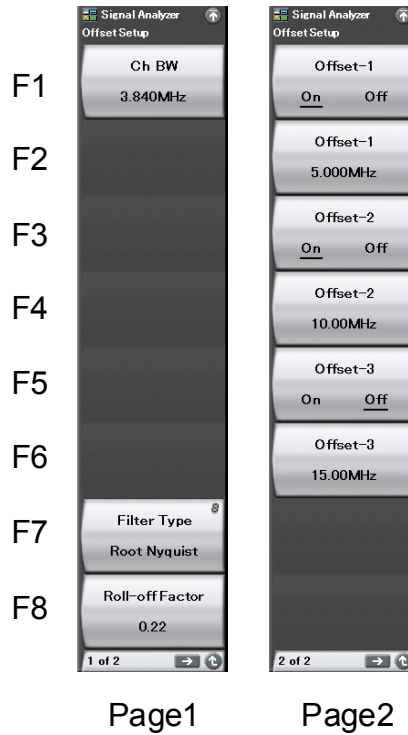 F1
F2
F3
F4
F5
F6
F7
F8
Signal Analyzer
Offset Setup
Ch BW
3.840MHz
Filter Type
8
Root Nyquist
Roll-off Factor
0.22
1 of 2
Page1
Signal Analyzer
Offset Setup
Offset-1
On Off
Offset-1
5.000MHz
Offset-2
On Off
Offset-2
10.00MHz
Offset-3
On Off
Offset-3
15.00MHz
2 of 2
Page2